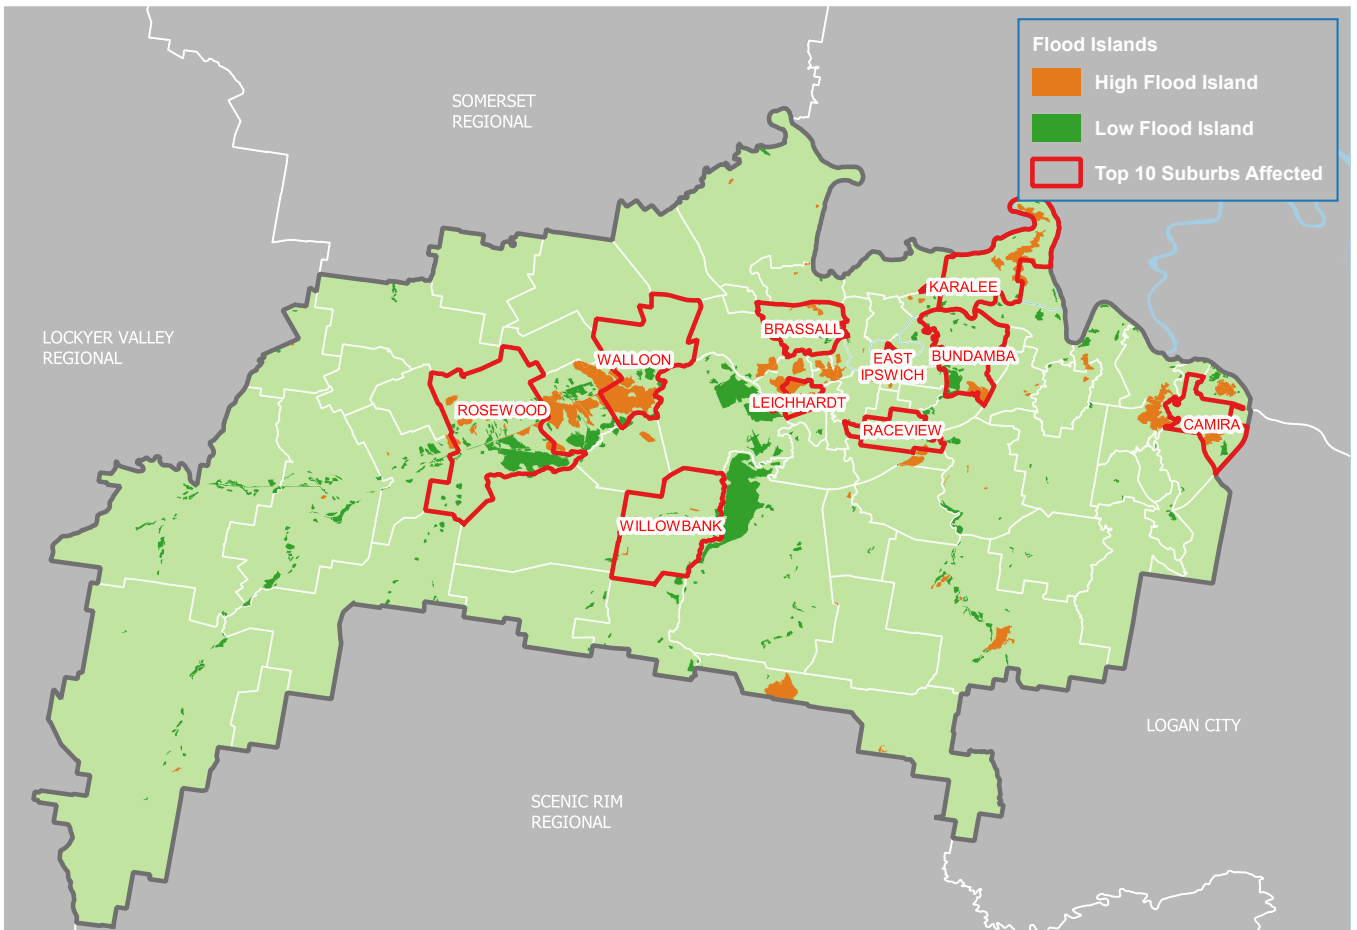 Flood Islands
High Flood Island
Low Flood Island
Top 10 Suburbs Affected
SOMERSET
REGIONAL
LOCKYER VALLEY
REGIONAL
KARALEE
BRASSALL
WALLOON
EAST
IPSWICH
BUNDAMBA
ROSEWOOD
LEICHHARDT
RACEVIEW
CAMIRA
WILLOWBANK
LOGAN CITY
SCENIC RIM
REGIONAL